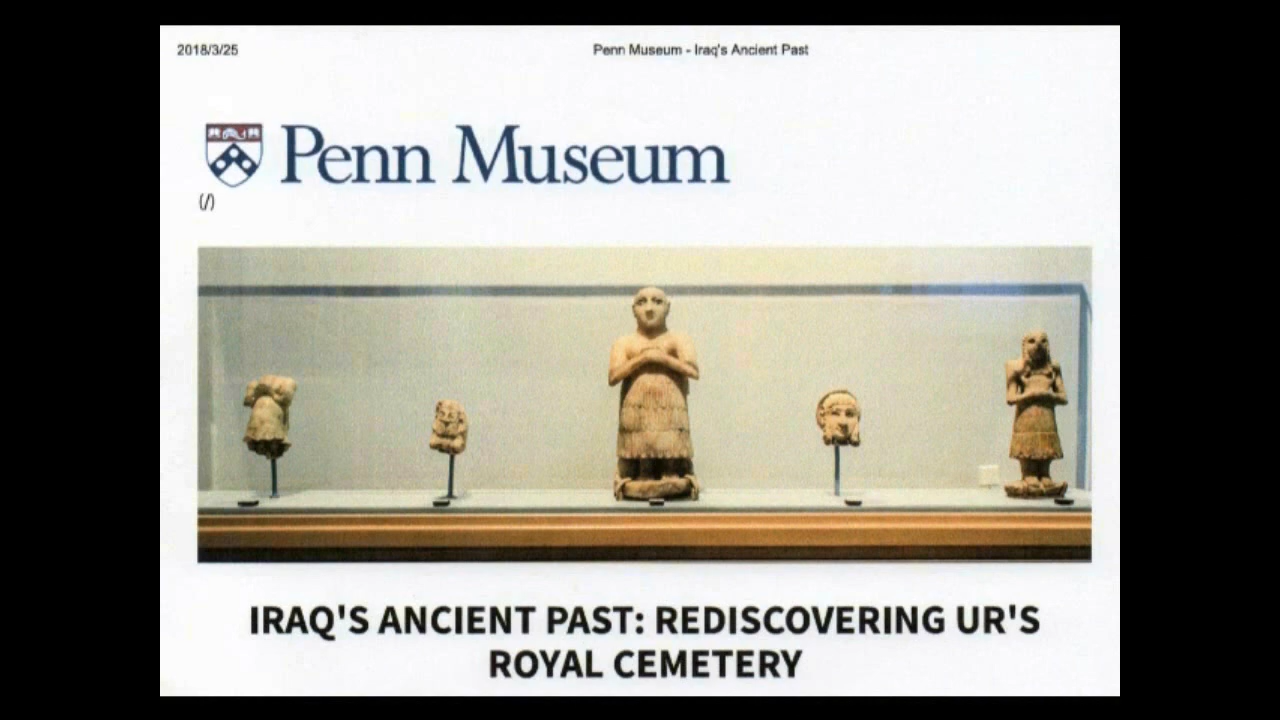 2018/3/25
Penn Museum - Iraq's Ancient Past
Penn Museum
(/)
IRAQ'S ANCIENT PAST: REDISCOVERING UR'S
ROYAL CEMETERY